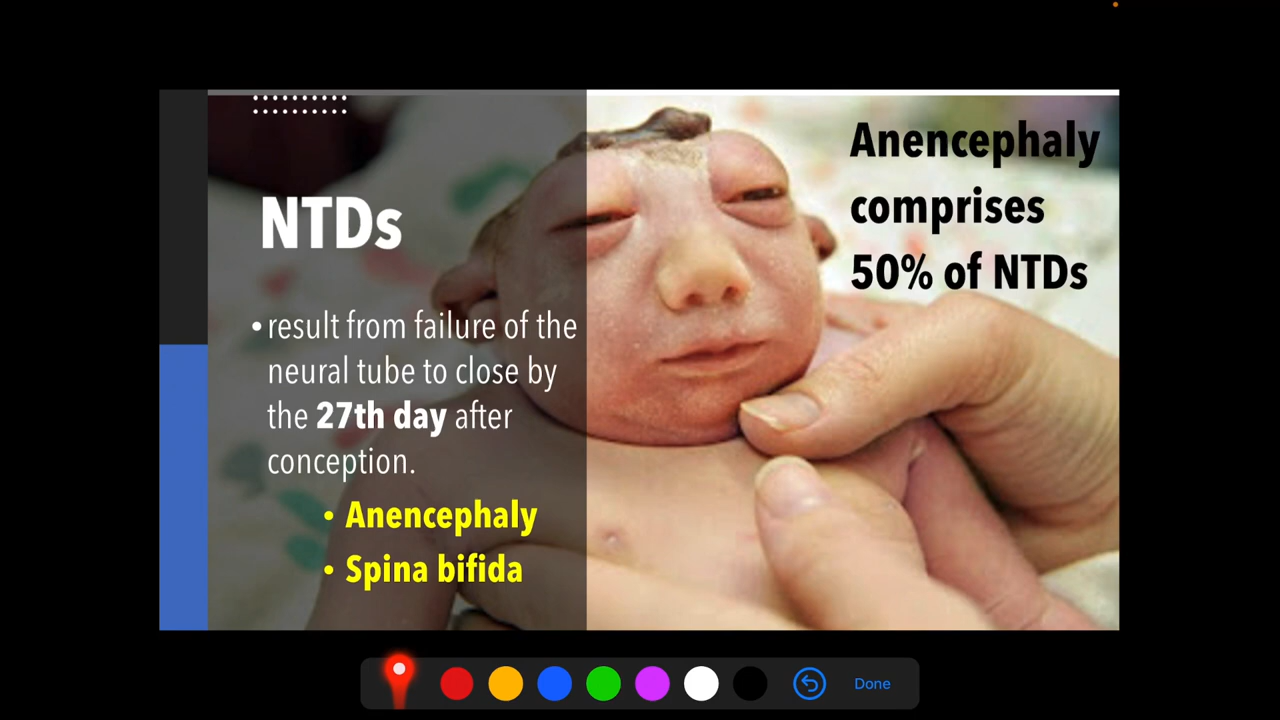 NTDs
• result from failure of the
neural tube to close by
the 27th day after
conception.
• Anencephaly
• Spina bifida
Anencephaly
comprises
50% of NTDs
Done